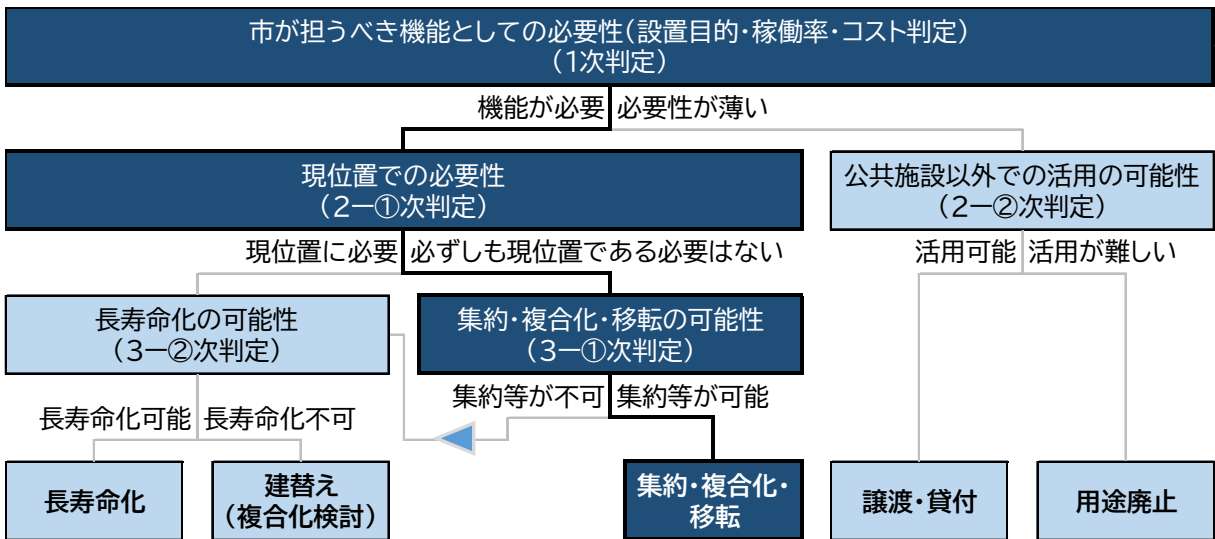 市が担うべき機能としての必要性(設置目的・稼働率・コスト判定)
(1次判定)
機能が必要
必要性が薄い
現位置での必要性
(2ー①次判定)
公共施設以外での活用の可能性
(2ー②次判定)
現位置に必要
必ずしも現位置である必要はない
活用可能
活用が難しい
長寿命化の可能性
(3ー②次判定)
集約・複合化・移転の可能性
(3ー①次判定)
集約等が不可
集約等が可能
長寿命化可能
長寿命化不可
長寿命化
建替え
(複合化検討)
集約・複合化・
移転
譲渡・貸付
用途廃止